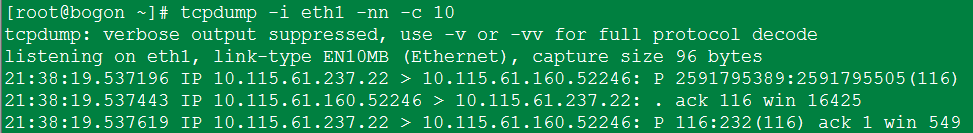 [root@bogon ~]# tcpdump -i eth1 -nn -c 10
tcpdump: verbose output suppressed, use -v or -vv for full protocol decode
listening on eth1, link-type EN10MB (Ethernet), capture size 96 bytes
21:38:19.537196 IP 10.115.61.237.22 > 10.115.61.160.52246: P 2591795389:2591795505(116)
21:38:19.537443 IP 10.115.61.160.52246 > 10.115.61.237.22: . ack 116 win 16425
21:38:19.537619 IP 10.115.61.237.22 > 10.115.61.160.52246: P 116:232(116) ack 1 win 549